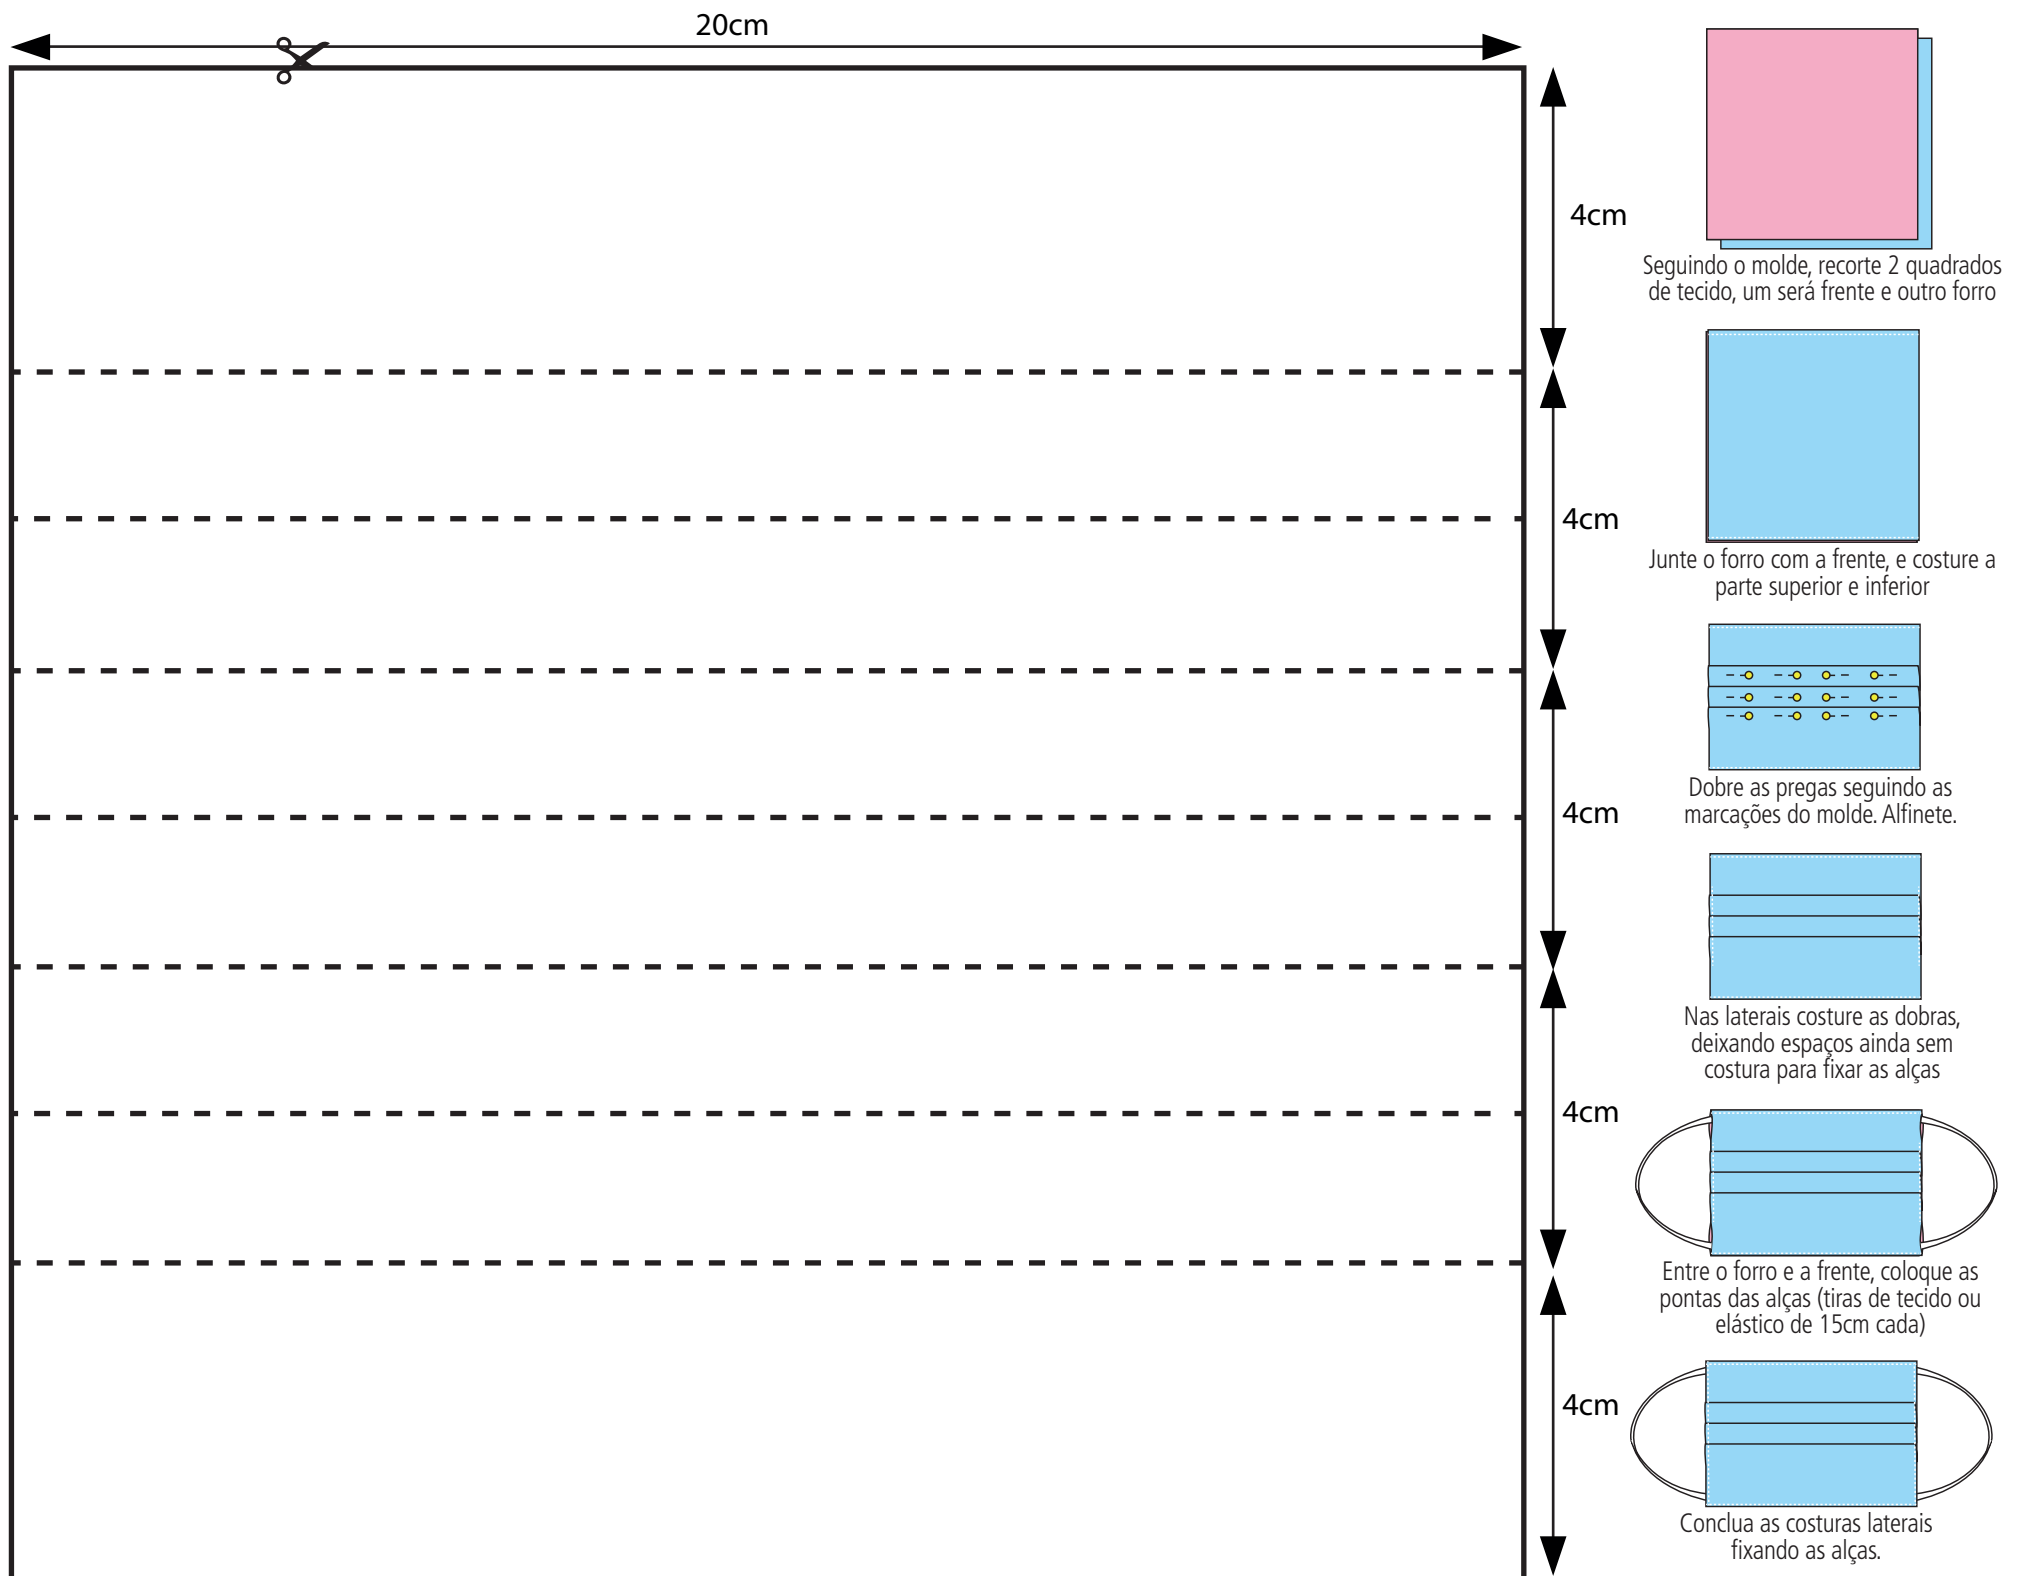 20cm
4cm
4cm
4cm
4cm
4cm
Seguindo o molde, recorte 2 quadrados
de tecido, um será frente e outro forro
Junte o forro com a frente, e costure a
parte superior e inferior
Dobre as pregas seguindo as
marcações do molde. Alfinete.
Nas laterais costure as dobras,
deixando espaços ainda sem
costura para fixar as alças
Entre o forro e a frente, coloque as
pontas das alças (tiras de tecido ou
elástico de 15cm cada)
Conclua as costuras laterais
fixando as alças.